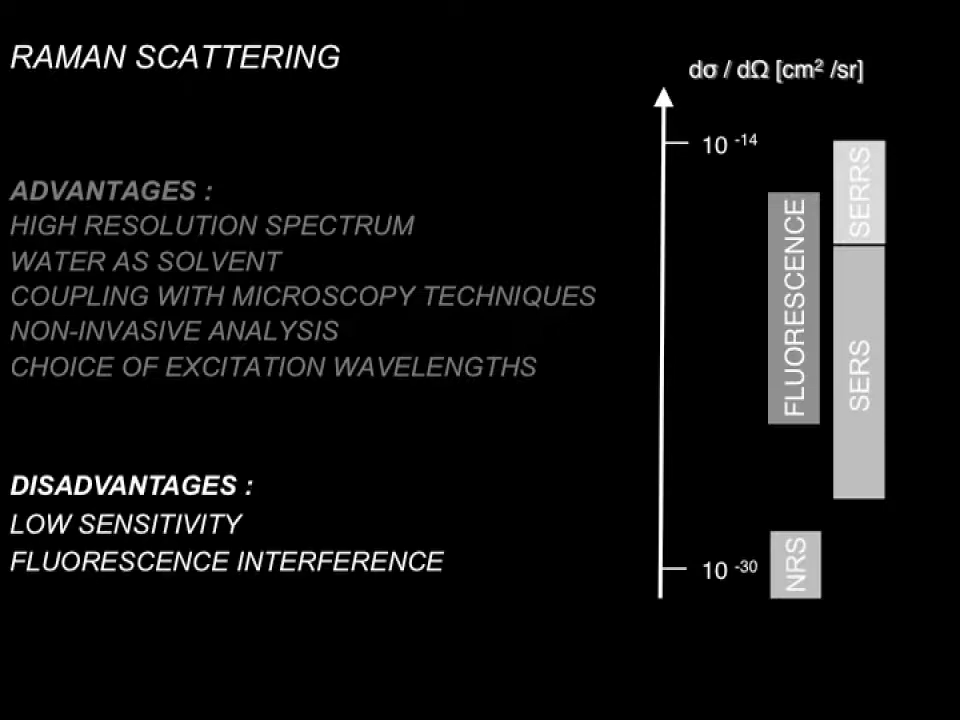 RAMAN SCATTERING
dσ / dΩ [cm² /sr]
10 -14
ADVANTAGES :
HIGH RESOLUTION SPECTRUM
WATER AS SOLVENT
COUPLING WITH MICROSCOPY TECHNIQUES
NON-INVASIVE ANALYSIS
CHOICE OF EXCITATION WAVELENGTHS
FLUORESCENCE
SERRS
SERS
DISADVANTAGES :
LOW SENSITIVITY
FLUORESCENCE INTERFERENCE
10 -30
NRS